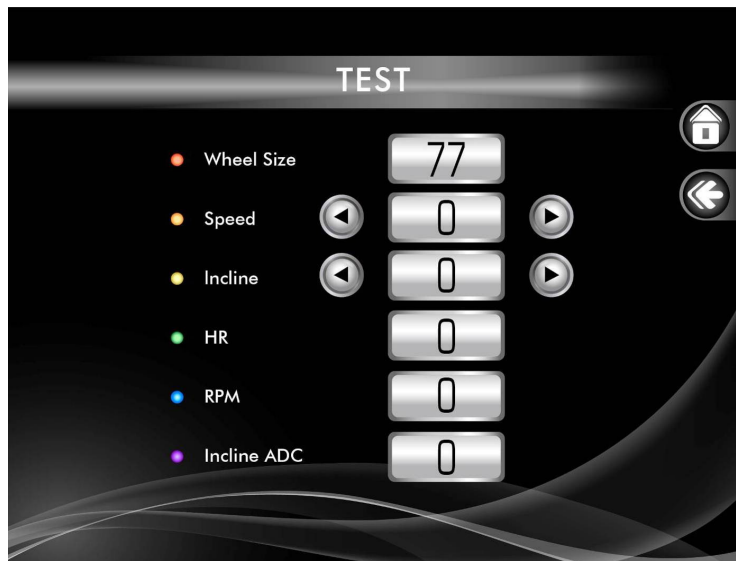 TEST
Wheel Size 77
Speed 0
Incline 0
HR 0
RPM 0
Incline ADC 0